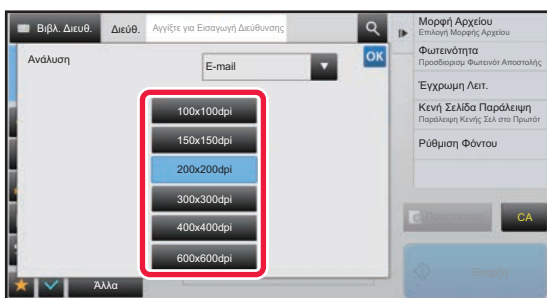 Βιβλ. Διευθ.
Διεύθ.
Αγγίξτε για Εισαγωγή Διεύθυνσης
Ανάλυση
E-mail
OK
100x100dpi
150x150dpi
200x200dpi
300x300dpi
400x400dpi
600x600dpi
Άλλα
Μορφή Αρχείου
Επιλογή Μορφής Αρχείου
Φωτεινότητα
Προσδιορισμ Φωτεινότ Αποστολής
Έγχρωμη Λειτ.
Κενή Σελίδα Παράλειψη
Παράλειψη Κενής Σελ στο Πρωτότ
Ρύθμιση Φόντου
CA